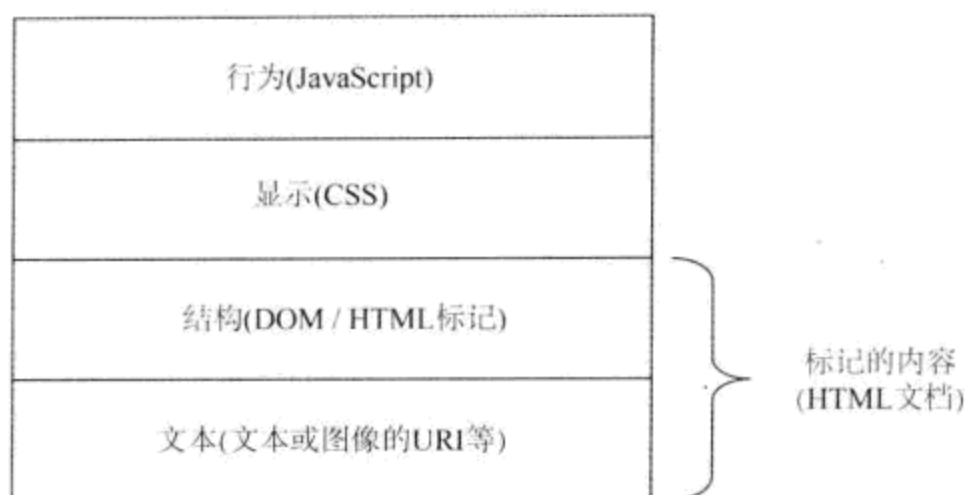 行为(JavaScript)
显示(CSS)
结构(DOM / HTML标记)
文本(文本或图像的URI等)
标记的内容
(HTML文档)